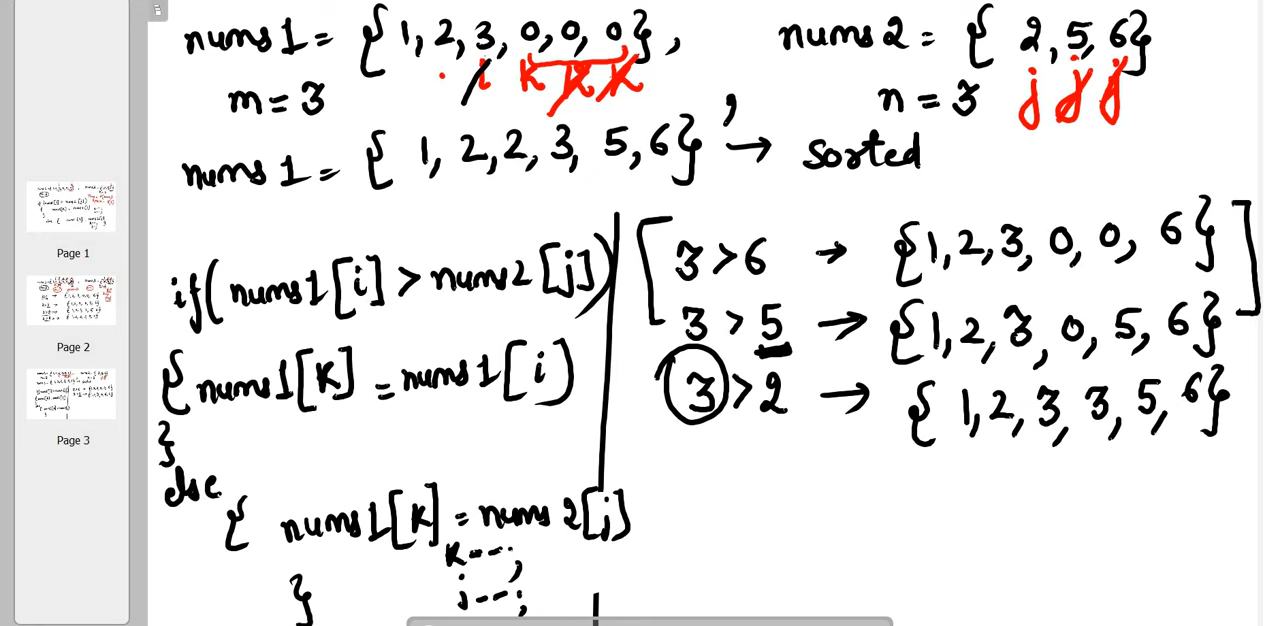 nums1 = {1, 2, 3, 0, 0, 0}, nums2 = {2, 5, 6}
i K K K j j j
m = 3 n = 3
nums1 = {1, 2, 2, 3, 5, 6}, → sorted
if(nums1[i] > nums2[j])
{ nums1[K] = nums1[i]
}
else
{ nums1[K] = nums2[j]
K--;
} j--;
3 > 6 → {1, 2, 3, 0, 0, 6}
3 > 5 → {1, 2, 3, 0, 5, 6}
3 > 2 → {1, 2, 3, 3, 5, 6}
Page 1
Page 2
Page 3